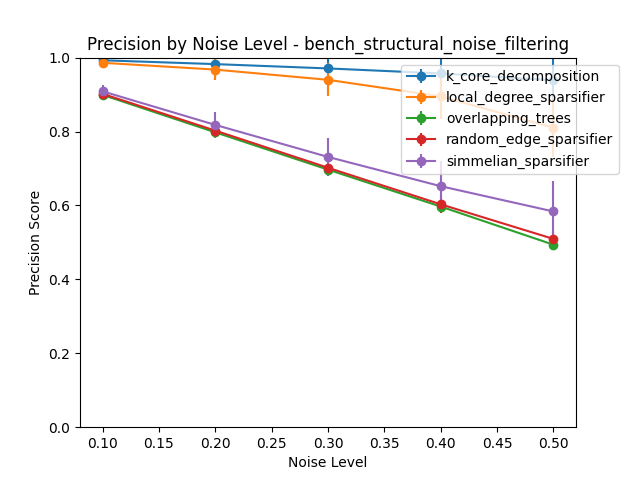 Precision by Noise Level - bench_structural_noise_filtering
Precision Score
1.0
0.8
0.6
0.4
0.2
0.0
k_core_decomposition
local_degree_sparsifier
overlapping_trees
random_edge_sparsifier
simmelian_sparsifier
0.10 0.15 0.20 0.25 0.30 0.35 0.40 0.45 0.50
Noise Level